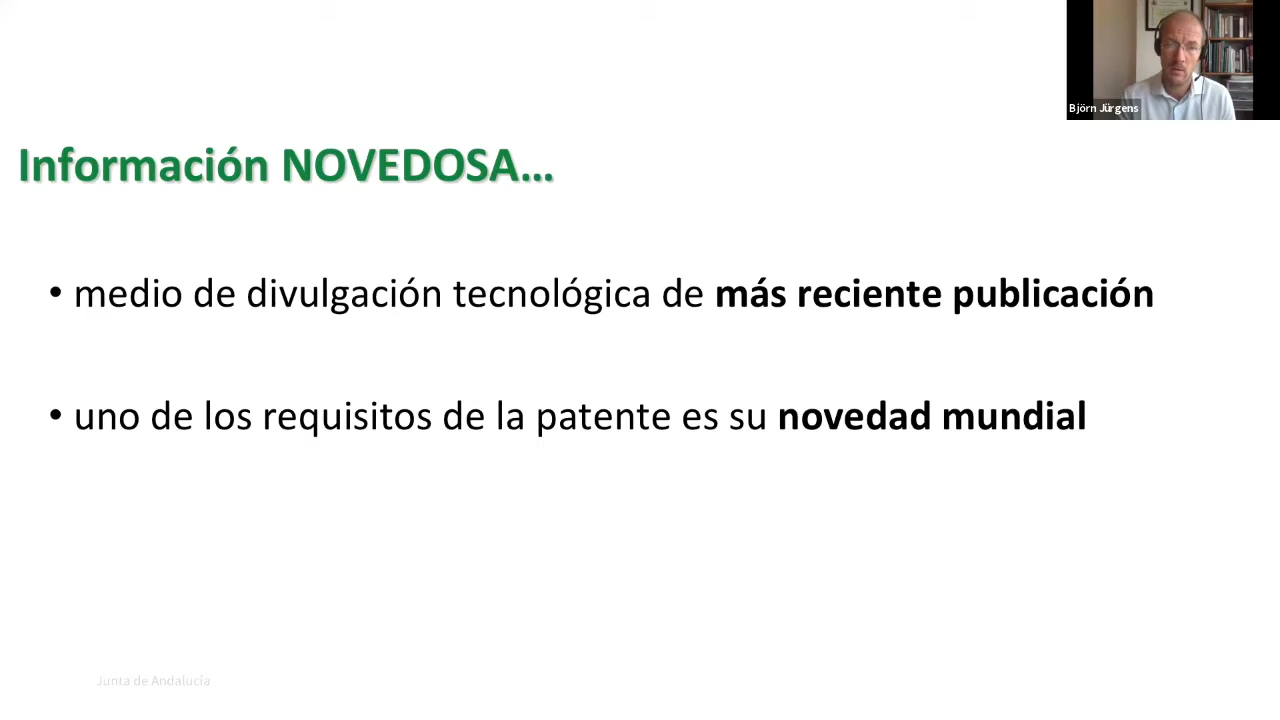 Björn Jürgens
Información NOVEDOSA...
• medio de divulgación tecnológica de más reciente publicación
• uno de los requisitos de la patente es su novedad mundial
Junta de Andalucía